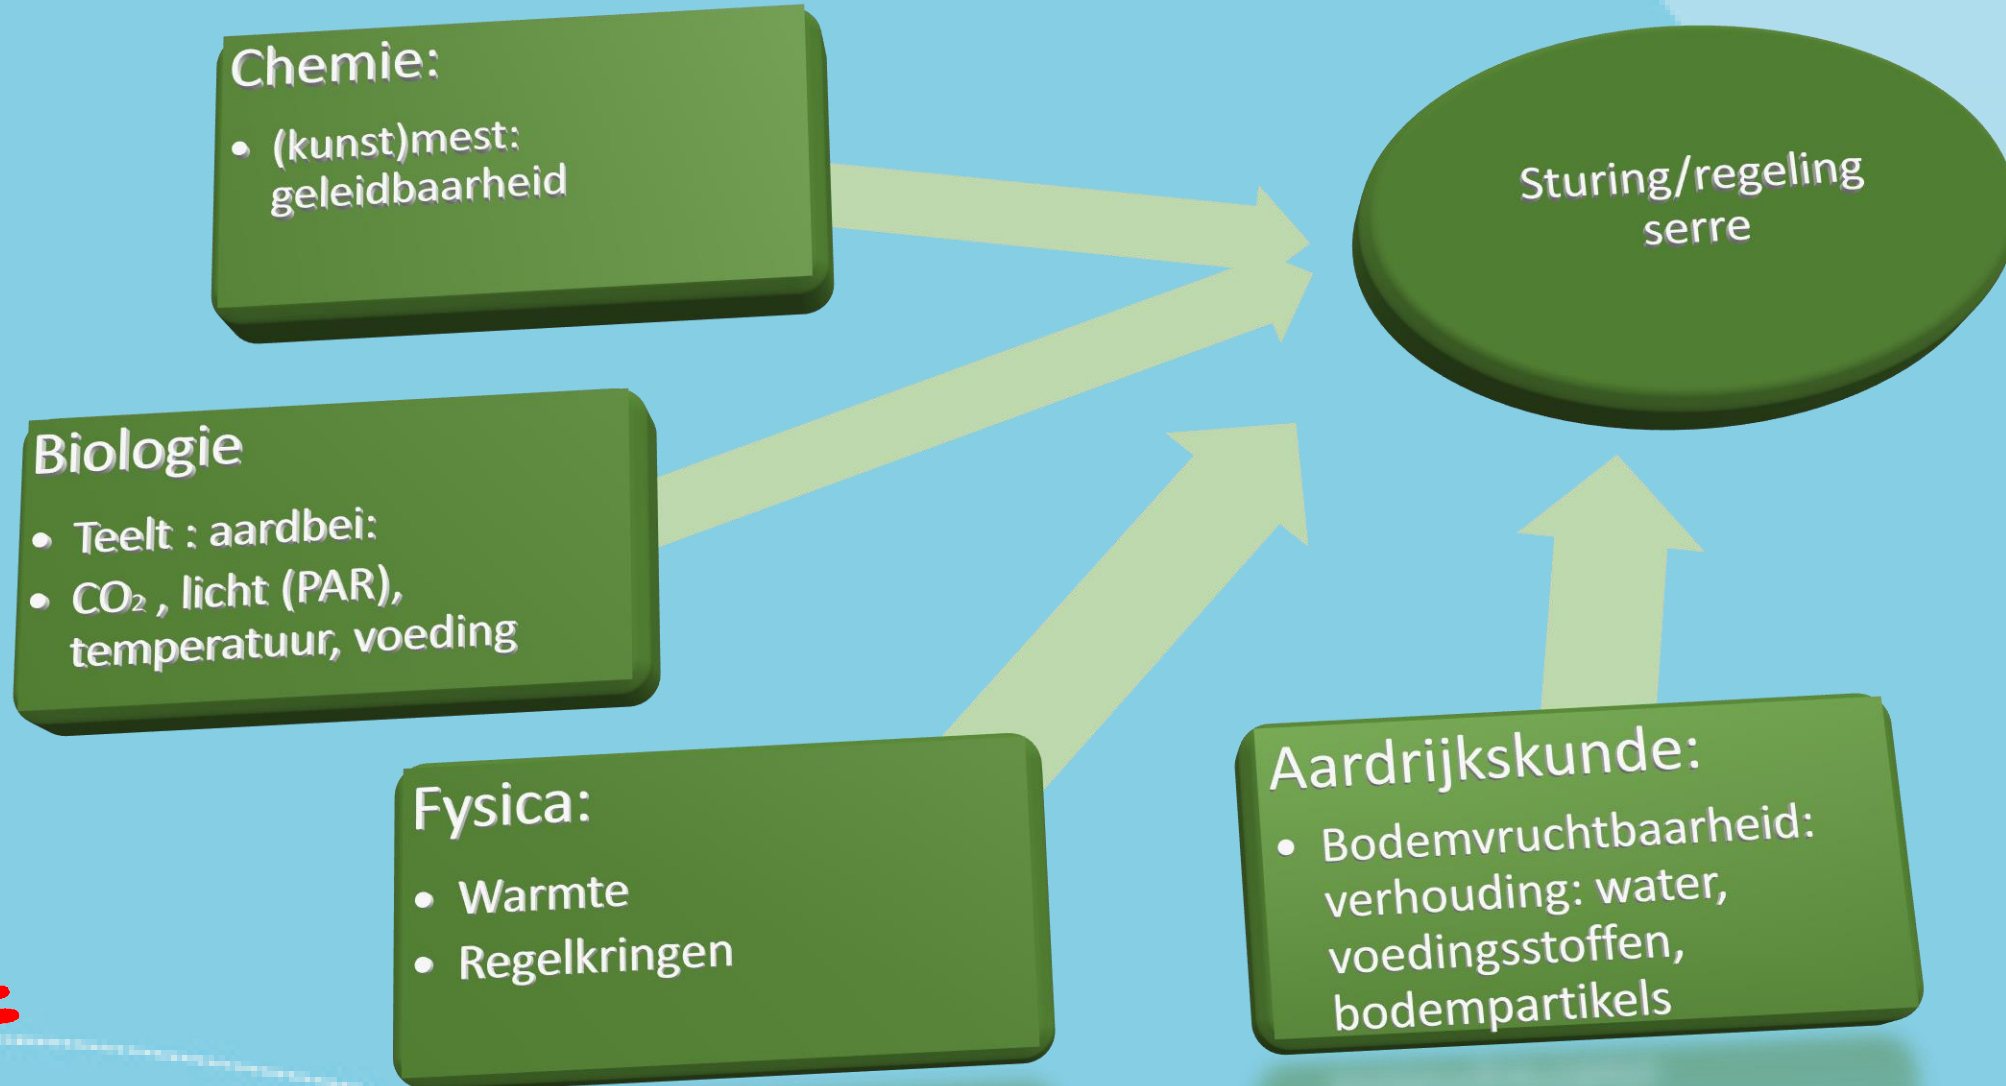 Chemie:
• (kunst)mest:
geleidbaarheid
Sturing/regeling
serre
Biologie
• Teelt : aardbei:
• CO₂ , licht (PAR),
temperatuur, voeding
Fysica:
• Warmte
• Regelkringen
Aardrijkskunde:
• Bodemvruchtbaarheid:
verhouding: water,
voedingsstoffen,
bodempartikels